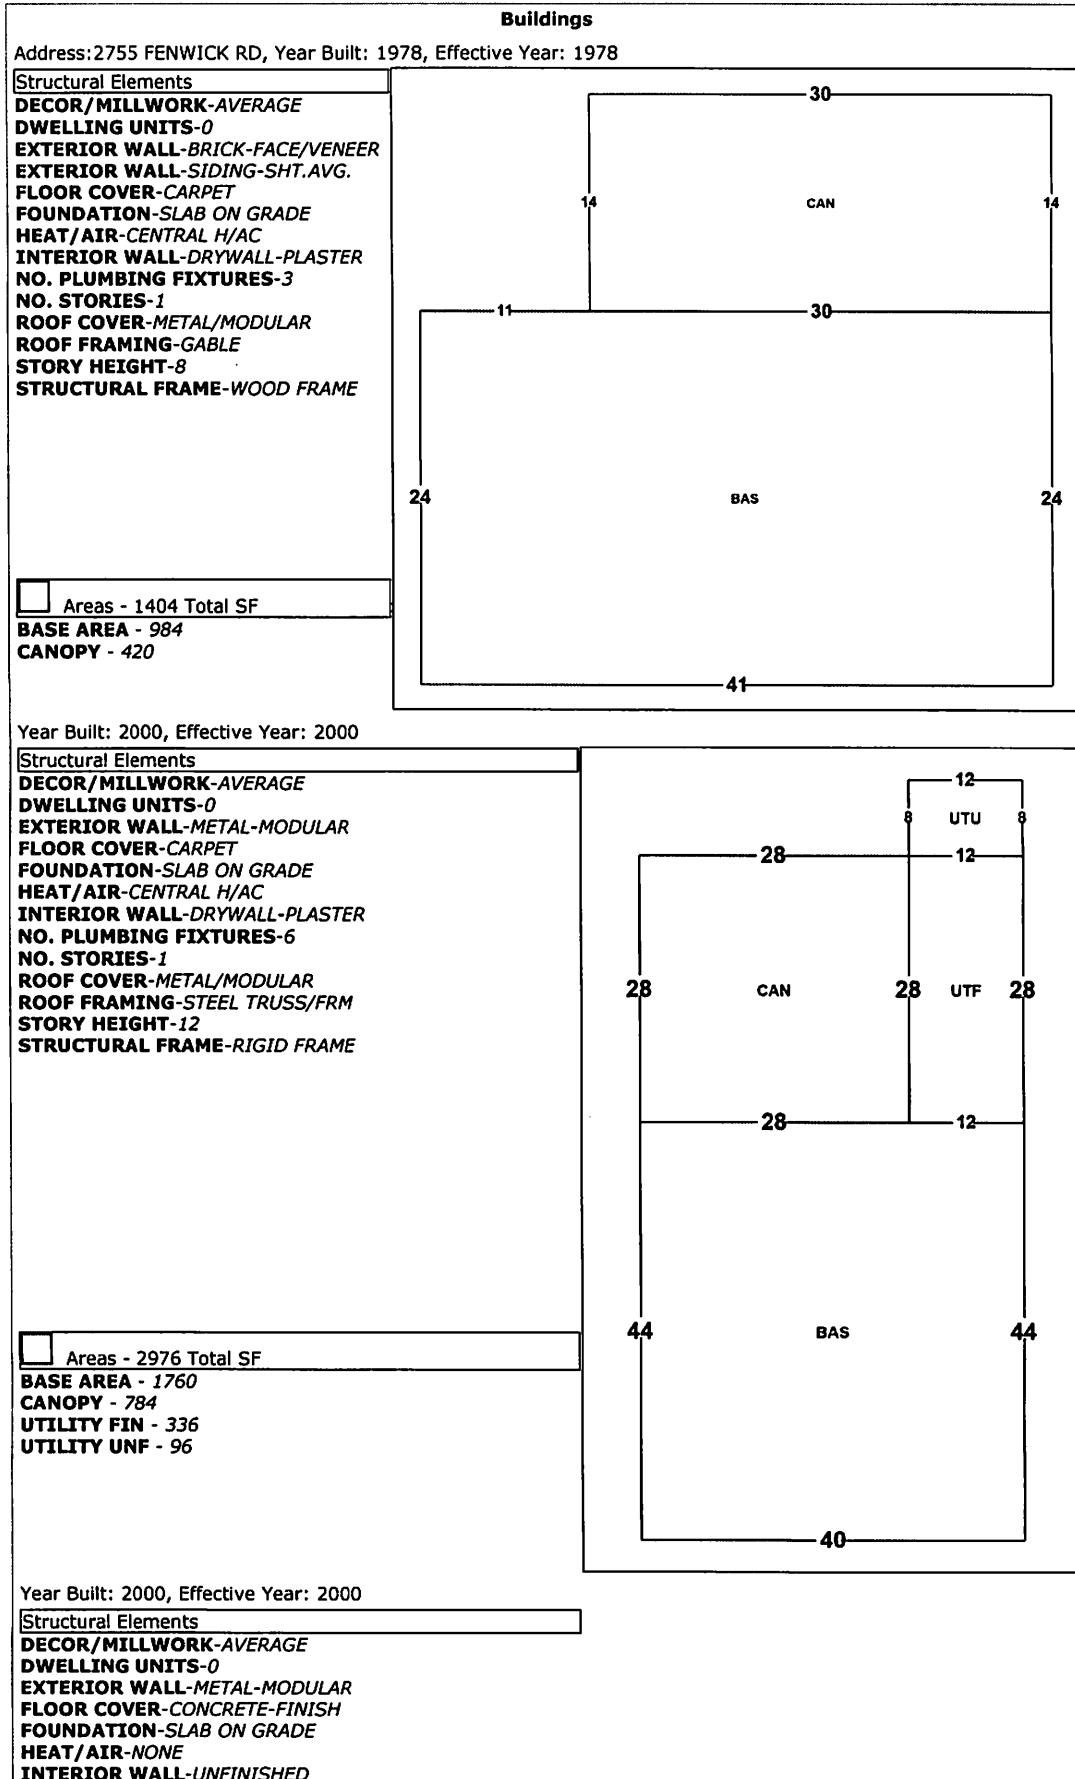 Buildings
Address:2755 FENWICK RD, Year Built: 1978, Effective Year: 1978
Structural Elements
DECOR/MILLWORK-AVERAGE
DWELLING UNITS-0
EXTERIOR WALL-BRICK-FACE/VENEER
EXTERIOR WALL-SIDING-SHT.AVG.
FLOOR COVER-CARPET
FOUNDATION-SLAB ON GRADE
HEAT/AIR-CENTRAL H/AC
INTERIOR WALL-DRYWALL-PLASTER
NO. PLUMBING FIXTURES-3
NO. STORIES-1
ROOF COVER-METAL/MODULAR
ROOF FRAMING-GABLE
STORY HEIGHT-8
STRUCTURAL FRAME-WOOD FRAME
Areas - 1404 Total SF
BASE AREA - 984
CANOPY - 420
30
14 CAN 14
11 30
24 BAS 24
41
Year Built: 2000, Effective Year: 2000
Structural Elements
DECOR/MILLWORK-AVERAGE
DWELLING UNITS-0
EXTERIOR WALL-METAL-MODULAR
FLOOR COVER-CARPET
FOUNDATION-SLAB ON GRADE
HEAT/AIR-CENTRAL H/AC
INTERIOR WALL-DRYWALL-PLASTER
NO. PLUMBING FIXTURES-6
NO. STORIES-1
ROOF COVER-METAL/MODULAR
ROOF FRAMING-STEEL TRUSS/FRM
STORY HEIGHT-12
STRUCTURAL FRAME-RIGID FRAME
Areas - 2976 Total SF
BASE AREA - 1760
CANOPY - 784
UTILITY FIN - 336
UTILITY UNF - 96
12
8 UTU 8
28 12
28 CAN 28 UTF 28
28 12
44 BAS 44
40
Year Built: 2000, Effective Year: 2000
Structural Elements
DECOR/MILLWORK-AVERAGE
DWELLING UNITS-0
EXTERIOR WALL-METAL-MODULAR
FLOOR COVER-CONCRETE-FINISH
FOUNDATION-SLAB ON GRADE
HEAT/AIR-NONE
INTERIOR WALL-UNFINISHED